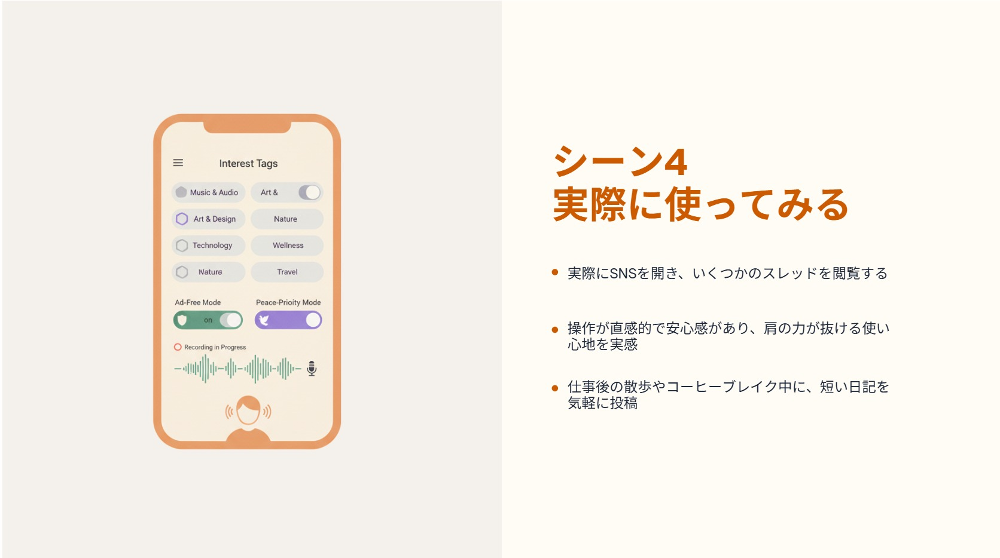 Interest Tags
Music & Audio
Art &
Art & Design
Nature
Technology
Wellness
Nature
Travel
Ad-Free Mode
Peace-Prioity Mode
on
Recording in Progress
シーン4
実際に使ってみる
実際にSNSを開き、いくつかのスレッドを閲覧する
操作が直感的で安心感があり、肩の力が抜ける使い
心地を実感
仕事後の散歩やコーヒーブレイク中に、短い日記を
気軽に投稿